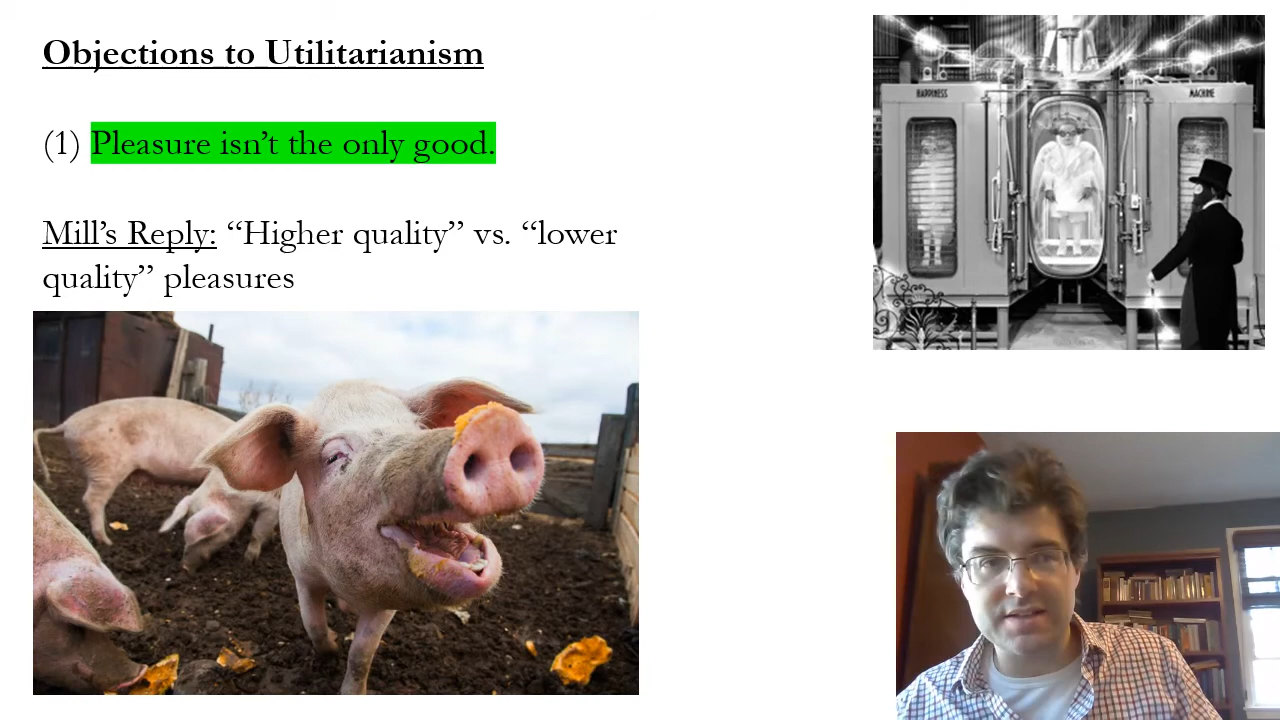 Objections to Utilitarianism
(1) Pleasure isn’t the only good.
Mill’s Reply: “Higher quality” vs. “lower
quality” pleasures
HAPPINESS
MACHINE